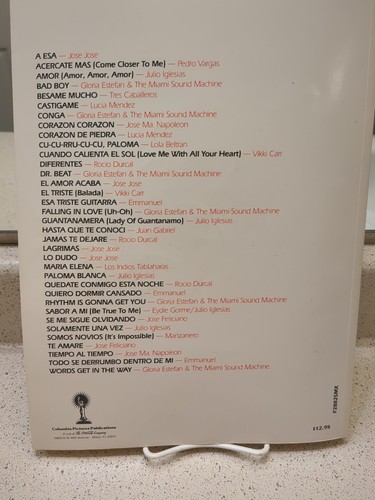 A ESA — Jose Jose
ACERCATE MAS (Come Closer To Me) — Pedro Vargas
AMOR (Amor, Amor, Amor) — Julio Iglesias
BAD BOY — Gloria Estefan & The Miami Sound Machine
BESAME MUCHO — Tres Caballeros
CASTIGAME — Lucia Mendez
CONGA — Gloria Estefan & The Miami Sound Machine
CORAZON CORAZON — Jose Ma. Napoleon
CORAZON DE PIEDRA — Lucia Mendez
CU-CU-RRU-CU-CU, PALOMA — Lola Beltran
CUANDO CALIENTA EL SOL (Love Me With All Your Heart) — Vikki Carr
DIFERENTES — Rocio Durcal
DR. BEAT — Gloria Estefan & The Miami Sound Machine
EL AMOR ACABA — Jose Jose
EL TRISTE (Balada) — Vikki Carr
ESA TRISTE GUITARRA — Emmanuel
FALLING IN LOVE (Uh-Oh) — Gloria Estefan & The Miami Sound Machine
GUANTANAMERA (Lady Of Guantanamo) — Julio Iglesias
HASTA QUE TE CONOCI — Juan Gabriel
JAMAS TE DEJARE — Rocio Durcal
LAGRIMAS — Jose Jose
LO DUDO — Jose Jose
MARIA ELENA — Los Indios Tabajaras
PALOMA BLANCA — Julio Iglesias
QUEDATE CONMIGO ESTA NOCHE — Rocio Durcal
QUIERO DORMIR CANSADO — Emmanuel
RHYTHM IS GONNA GET YOU — Gloria Estefan & The Miami Sound Machine
SABOR A MI (Be True To Me) — Eydie Gorme/Julio Iglesias
SE ME SIGUE OLVIDANDO — Jose Feliciano
SOLAMENTE UNA VEZ — Julio Iglesias
SOMOS NOVIOS (It's Impossible) — Manzanero
TE AMARE — Jose Feliciano
TIEMPO AL TIEMPO — Jose Ma. Napoleon
TODO SE DERRUMBO DENTRO DE MI — Emmanuel
WORDS GET IN THE WAY — Gloria Estefan & The Miami Sound Machine
Columbia Pictures Publications
$12.95